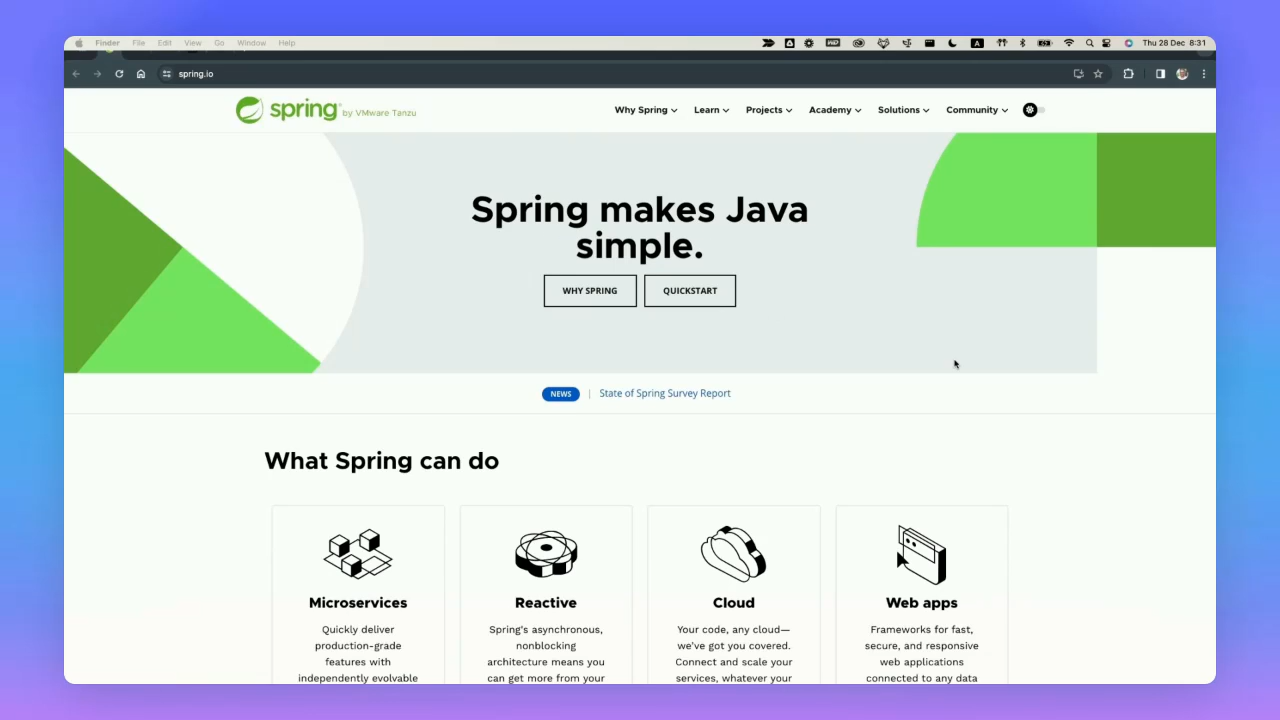 Finder File Edit View Go Window Help
A
Thu 28 Dec 8:31
spring.io
spring by VMware Tanzu
Why Spring Learn Projects Academy Solutions Community
Spring makes Java
simple.
WHY SPRING
QUICKSTART
NEWS | State of Spring Survey Report
What Spring can do
Microservices
Quickly deliver
production-grade
features with
independently evolvable
Reactive
Spring's asynchronous,
nonblocking
architecture means you
can get more from your
Cloud
Your code, any cloud—
we've got you covered.
Connect and scale your
services, whatever your
Web apps
Frameworks for fast,
secure, and responsive
web applications
connected to any data